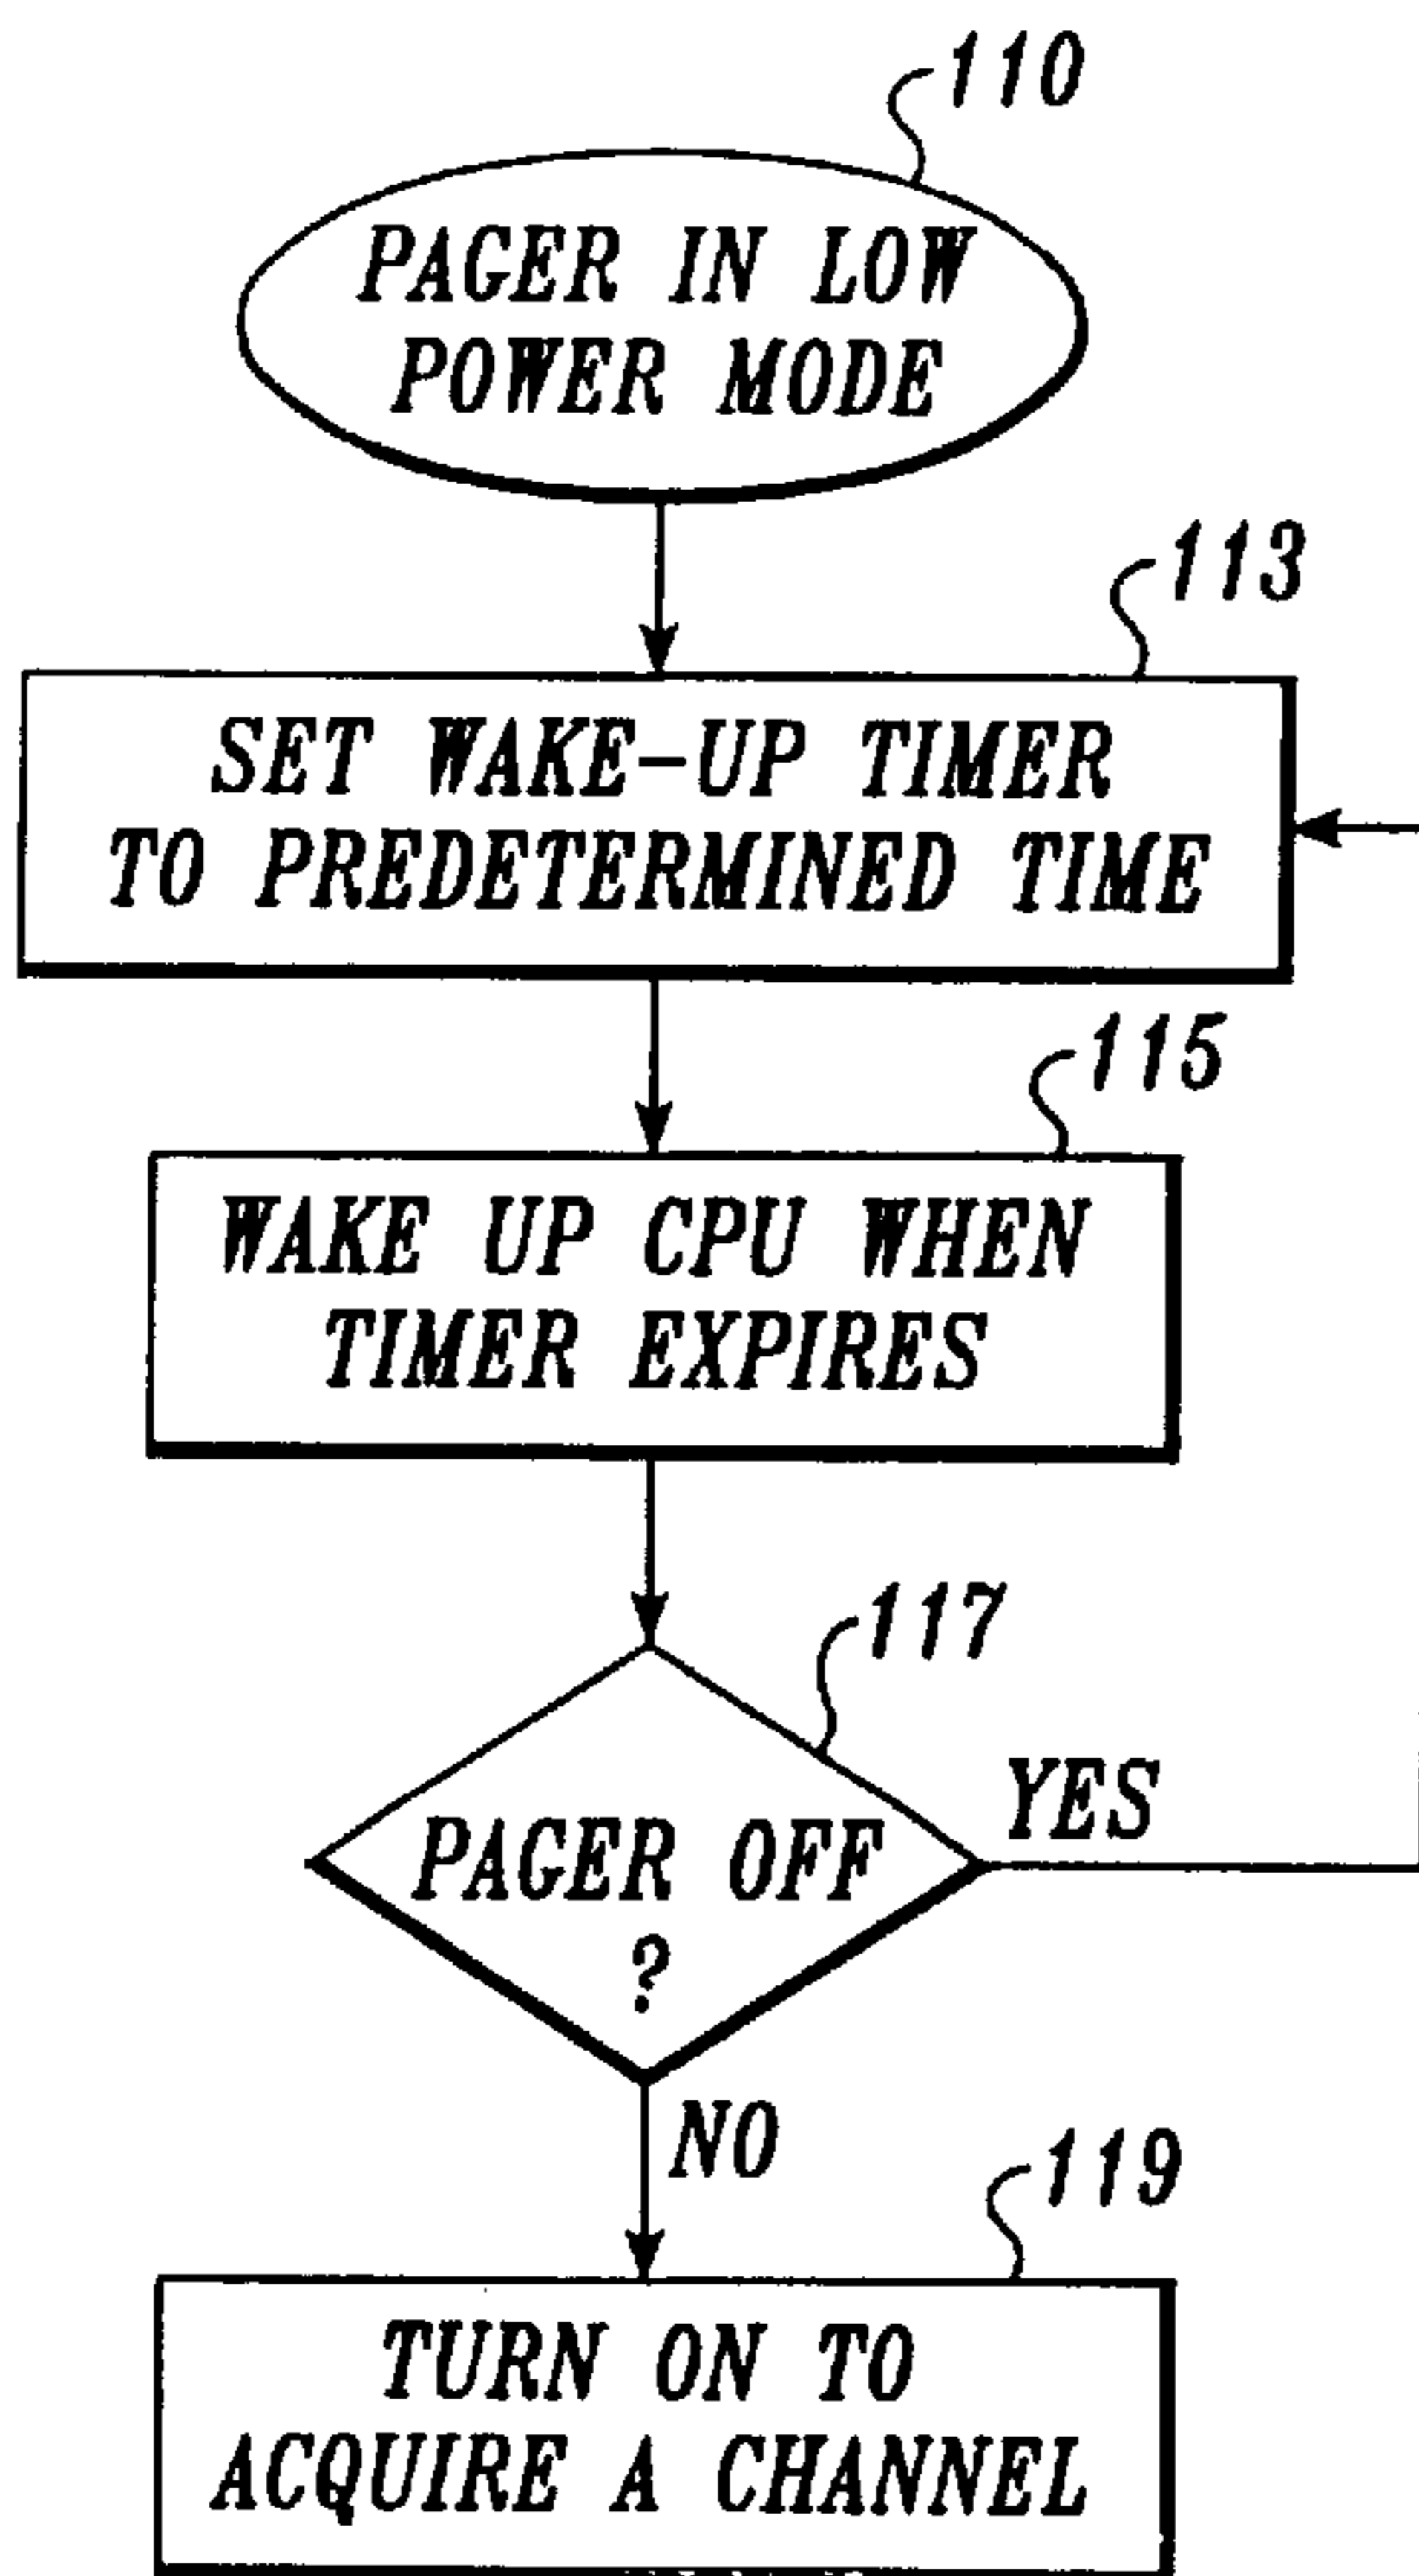 110
PAGER IN LOW
POWER MODE
113
SET WAKE-UP TIMER
TO PREDETERMINED TIME
115
WAKE UP CPU WHEN
TIMER EXPIRES
117
PAGER OFF
?
YES
NO
119
TURN ON TO
ACQUIRE A CHANNEL